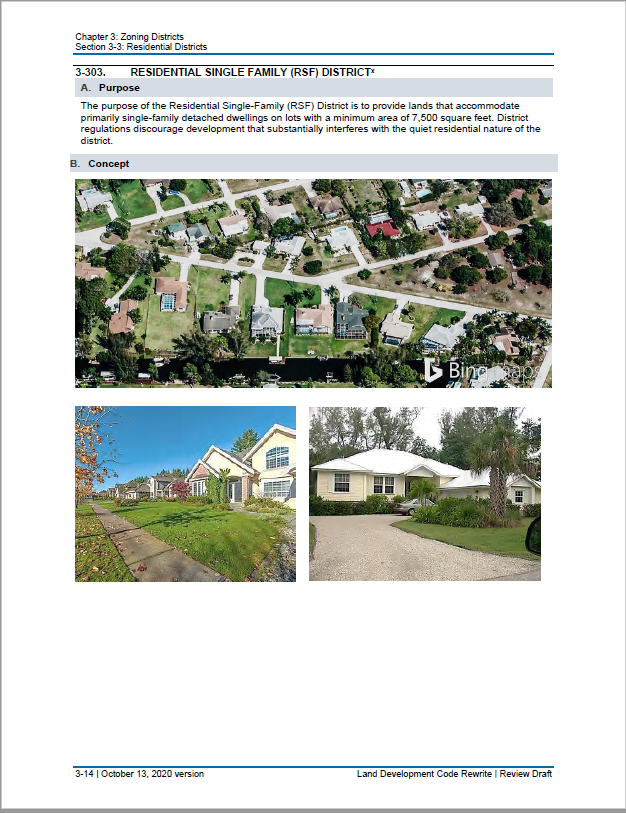 Chapter 3: Zoning Districts
Section 3-3: Residential Districts
3-303. RESIDENTIAL SINGLE FAMILY (RSF) DISTRICTˣ
A. Purpose
The purpose of the Residential Single-Family (RSF) District is to provide lands that accommodate
primarily single-family detached dwellings on lots with a minimum area of 7,500 square feet. District
regulations discourage development that substantially interferes with the quiet residential nature of the
district.
B. Concept
Bing maps
3-14 | October 13, 2020 version Land Development Code Rewrite | Review Draft